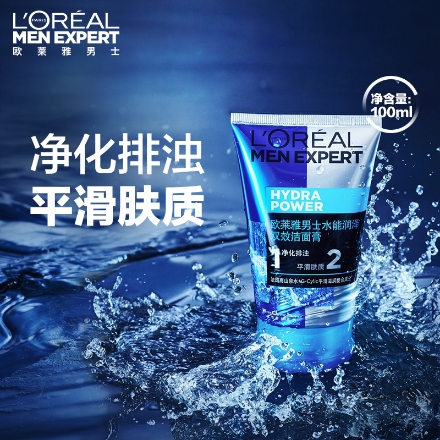 L'ORÉAL
PARIS
MEN EXPERT
欧莱雅男士
净化排浊
平滑肤质
净含量:
100ml
L'ORÉAL
MEN EXPERT
HYDRA
POWER
欧莱雅男士水能润泽
双效洁面膏
1 净化排浊
平滑肤质 2